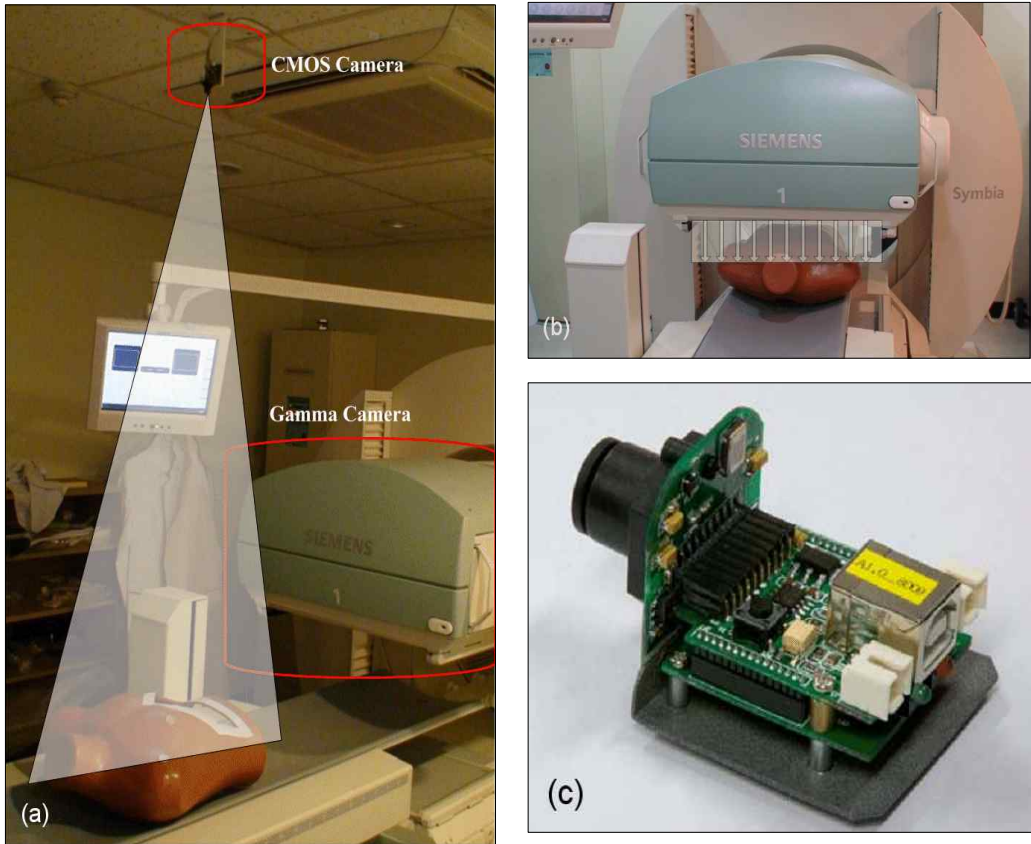 CMOS Camera
Gamma Camera
SIEMENS
1
(a)
SIEMENS
1
Symbia
(b)
(c)